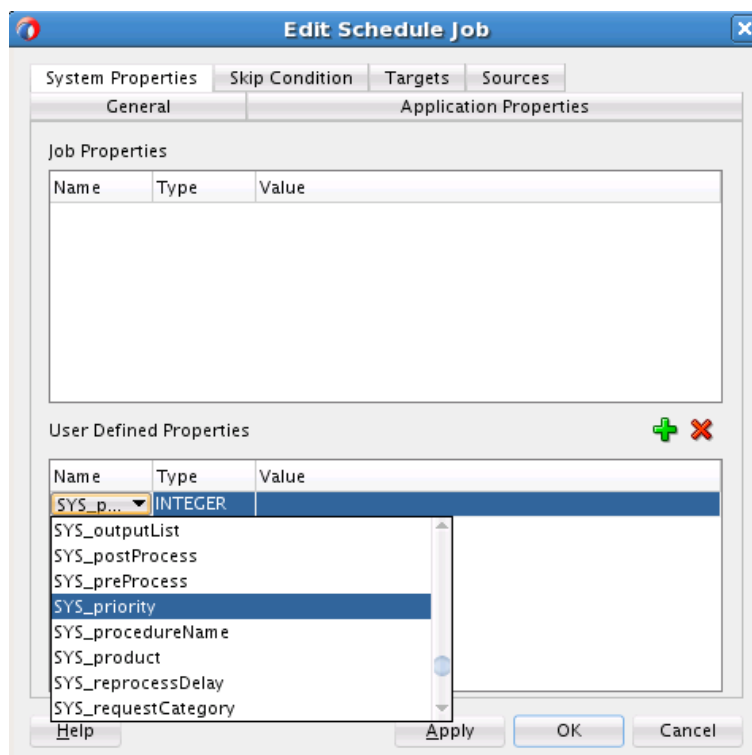 Edit Schedule Job
System Properties Skip Condition Targets Sources
General Application Properties
Job Properties
Name Type Value
User Defined Properties
Name Type Value
SYS_p... INTEGER
SYS_outputList
SYS_postProcess
SYS_preProcess
SYS_priority
SYS_procedureName
SYS_product
SYS_reprocessDelay
SYS_requestCategory
Help Apply OK Cancel